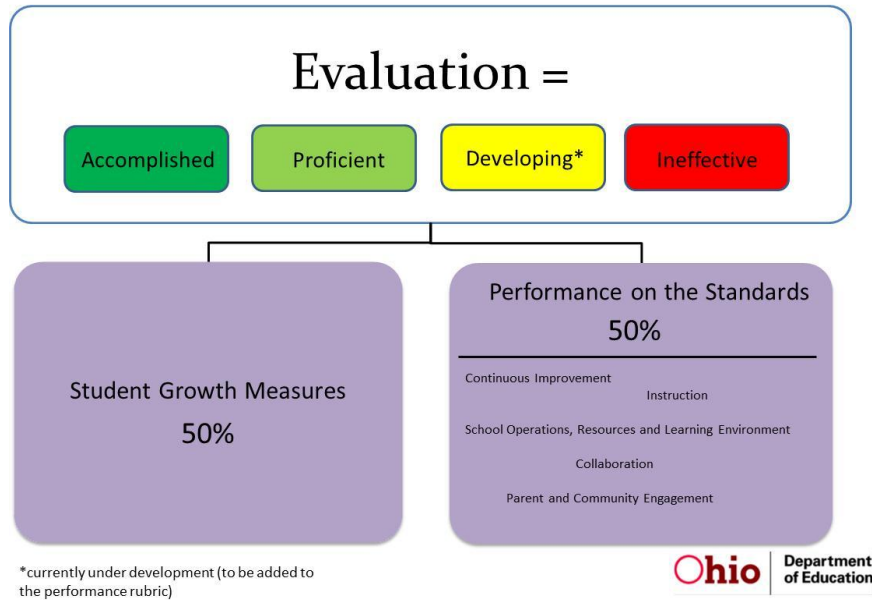 Evaluation =
Accomplished
Proficient
Developing*
Ineffective
Student Growth Measures
50%
Performance on the Standards
50%
Continuous Improvement
Instruction
School Operations, Resources and Learning Environment
Collaboration
Parent and Community Engagement
*currently under development (to be added to
the performance rubric)
Ohio
Department
of Education